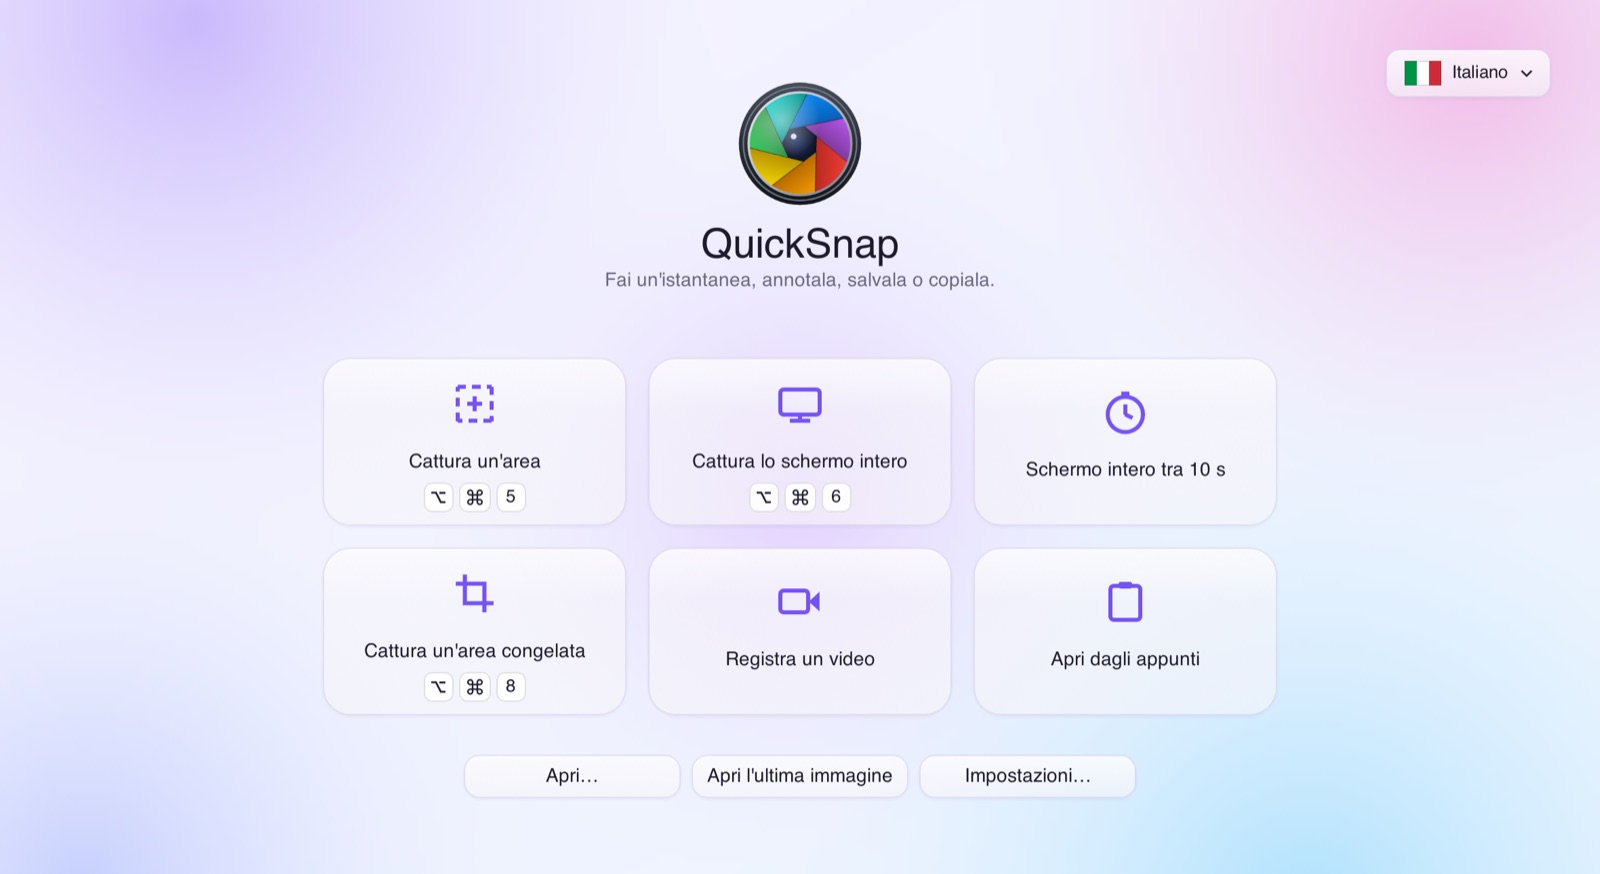 Italiano
QuickSnap
Fai un'istantanea, annotala, salvala o copiala.
Cattura un'area
⌥ ⌘ 5
Cattura lo schermo intero
⌥ ⌘ 6
Schermo intero tra 10 s
Cattura un'area congelata
⌥ ⌘ 8
Registra un video
Apri dagli appunti
Apri…
Apri l'ultima immagine
Impostazioni…